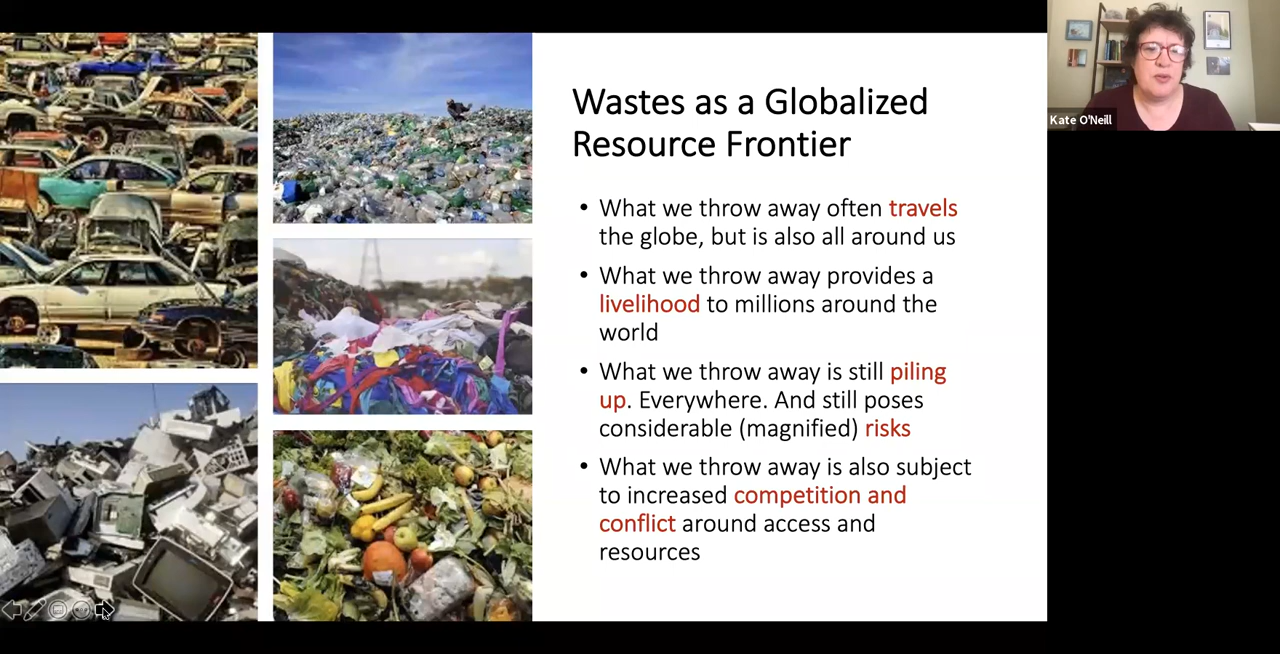 Wastes as a Globalized
Resource Frontier
• What we throw away often travels
the globe, but is also all around us
• What we throw away provides a
livelihood to millions around the
world
• What we throw away is still piling
up. Everywhere. And still poses
considerable (magnified) risks
• What we throw away is also subject
to increased competition and
conflict around access and
resources
Kate O'Neill